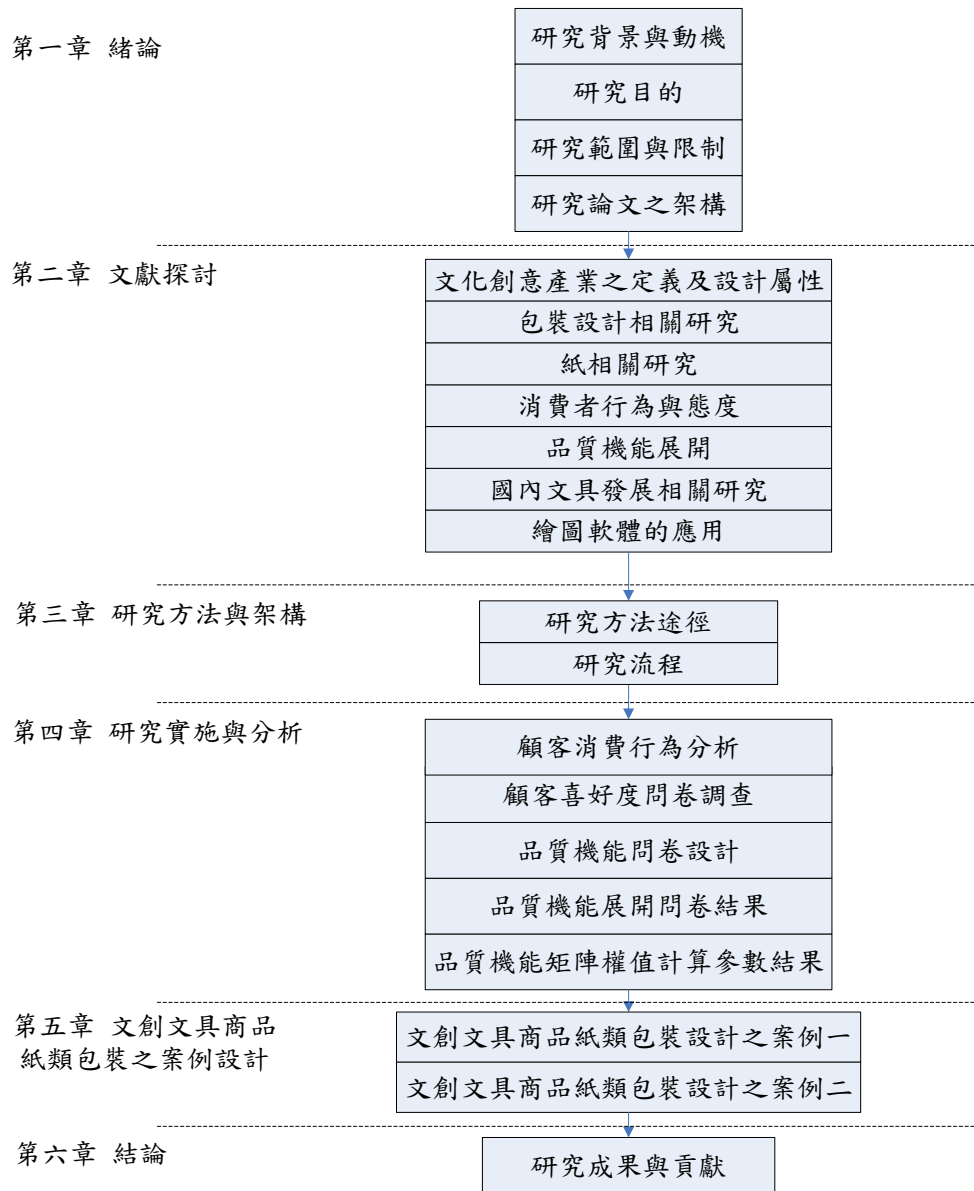 第一章 緒論
研究背景與動機
研究目的
研究範圍與限制
研究論文之架構
第二章 文獻探討
文化創意產業之定義及設計屬性
包裝設計相關研究
紙相關研究
消費者行為與態度
品質機能展開
國內文具發展相關研究
繪圖軟體的應用
第三章 研究方法與架構
研究方法途徑
研究流程
第四章 研究實施與分析
顧客消費行為分析
顧客喜好度問卷調查
品質機能問卷設計
品質機能展開問卷結果
品質機能矩陣權值計算參數結果
第五章 文創文具商品
紙類包裝之案例設計
文創文具商品紙類包裝設計之案例一
文創文具商品紙類包裝設計之案例二
第六章 結論
研究成果與貢獻